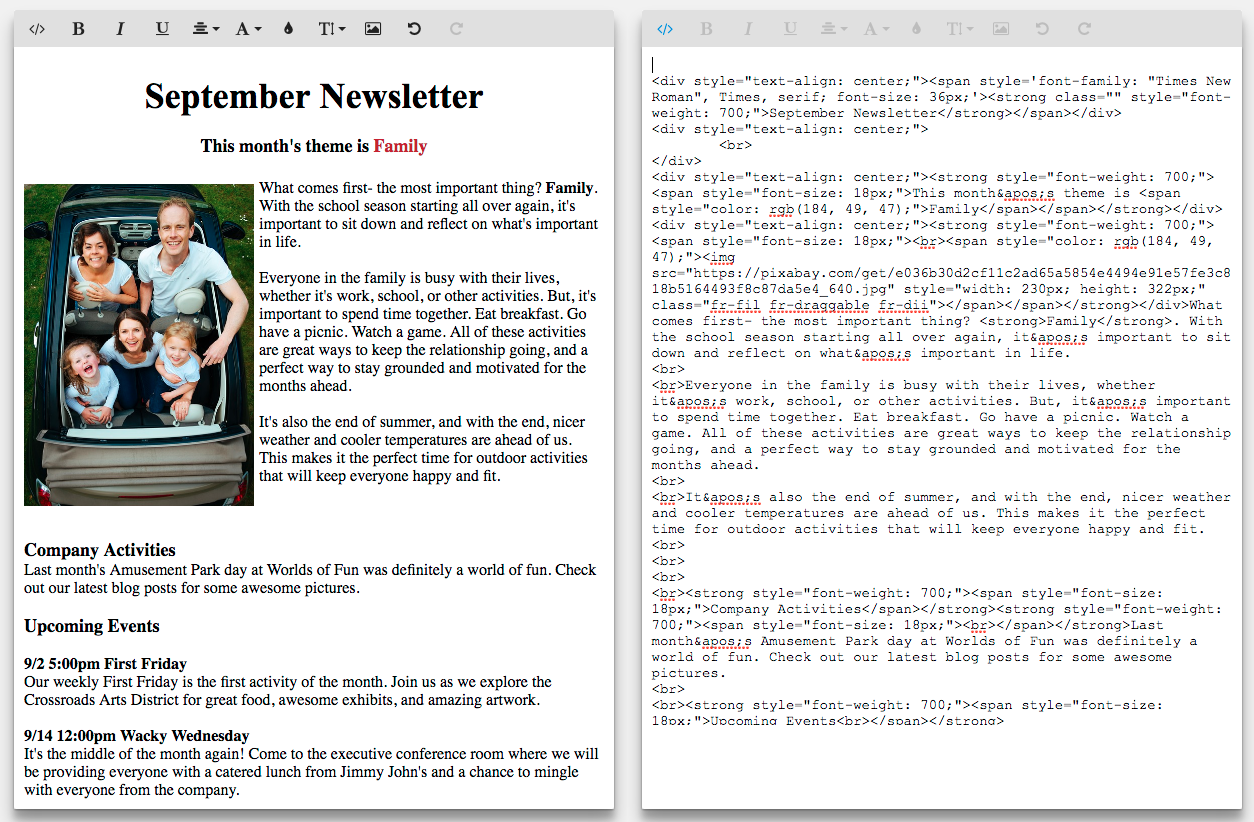 B I U A TI
September Newsletter
This month's theme is Family
What comes first- the most important thing? Family.
With the school season starting all over again, it's
important to sit down and reflect on what's important
in life.
Everyone in the family is busy with their lives,
whether it's work, school, or other activities. But, it's
important to spend time together. Eat breakfast. Go
have a picnic. Watch a game. All of these activities
are great ways to keep the relationship going, and a
perfect way to stay grounded and motivated for the
months ahead.
It's also the end of summer, and with the end, nicer
weather and cooler temperatures are ahead of us.
This makes it the perfect time for outdoor activities
that will keep everyone happy and fit.
Company Activities
Last month's Amusement Park day at Worlds of Fun was definitely a world of fun. Check
out our latest blog posts for some awesome pictures.
Upcoming Events
9/2 5:00pm First Friday
Our weekly First Friday is the first activity of the month. Join us as we explore the
Crossroads Arts District for great food, awesome exhibits, and amazing artwork.
9/14 12:00pm Wacky Wednesday
It's the middle of the month again! Come to the executive conference room where we will
be providing everyone with a catered lunch from Jimmy John's and a chance to mingle
with everyone from the company.
B I U A TI
<div style="text-align: center;"><span style='font-family: "Times New
Roman", Times, serif; font-size: 36px;'><strong class="" style="font-
weight: 700;">September Newsletter</strong></span></div>
<div style="text-align: center;">
<br>
</div>
<div style="text-align: center;"><strong style="font-weight: 700;">
<span style="font-size: 18px;">This month&apos;s theme is <span
style="color: rgb(184, 49, 47);">Family</span></span></strong></div>
<div style="text-align: center;"><strong style="font-weight: 700;">
<span style="font-size: 18px;"><br><span style="color: rgb(184, 49,
47);"><img
src="https://pixabay.com/get/e036b30d2cf11c2ad65a5854e4494e91e57fe3c8
18b5164493f8c87da5e4_640.jpg" style="width: 230px; height: 322px;"
class="fr-fil fr-draggable fr-dii"></span></span></strong></div>What
comes first- the most important thing? <strong>Family</strong>. With
the school season starting all over again, it&apos;s important to sit
down and reflect on what&apos;s important in life.
<br>
<br>Everyone in the family is busy with their lives, whether
it&apos;s work, school, or other activities. But, it&apos;s important
to spend time together. Eat breakfast. Go have a picnic. Watch a
game. All of these activities are great ways to keep the relationship
going, and a perfect way to stay grounded and motivated for the
months ahead.
<br>
<br>It&apos;s also the end of summer, and with the end, nicer weather
and cooler temperatures are ahead of us. This makes it the perfect
time for outdoor activities that will keep everyone happy and fit.
<br>
<br>
<br>
<br><strong style="font-weight: 700;"><span style="font-size:
18px;">Company Activities</span></strong><strong style="font-weight:
700;"><span style="font-size: 18px;"><br></span></strong>Last
month&apos;s Amusement Park day at Worlds of Fun was definitely a
world of fun. Check out our latest blog posts for some awesome
pictures.
<br>
<br><strong style="font-weight: 700;"><span style="font-size:
18px;">Upcoming Events<br></span></strong>